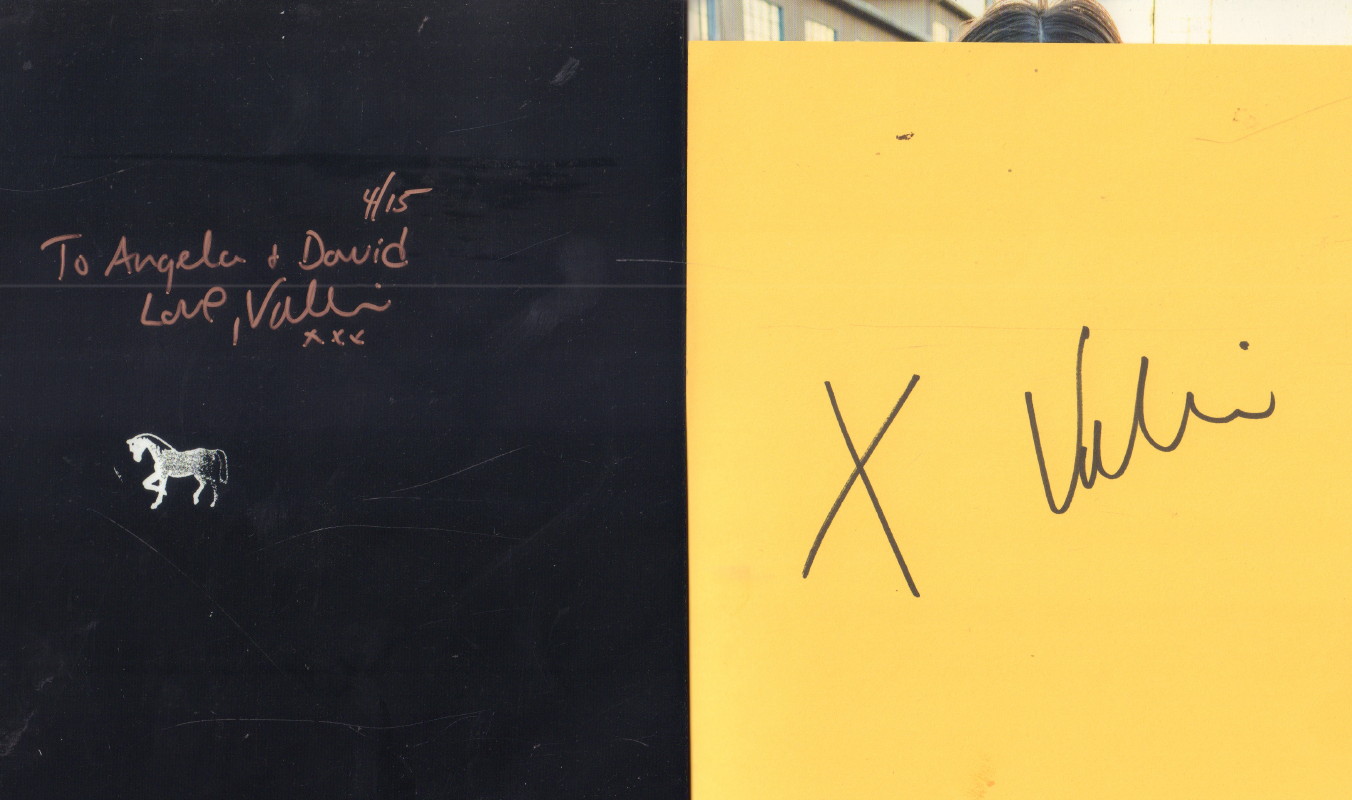 4/15
To Angela + David
Love, Valli
xxx
X Valli